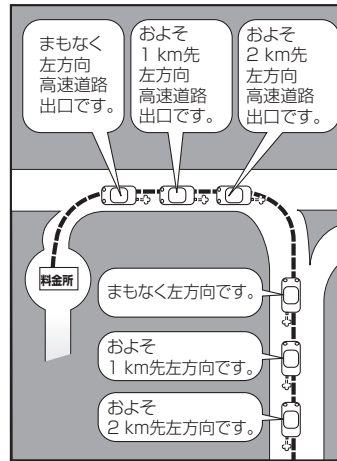 まもなく
左方向
高速道路
出口です。
およそ
1 km先
左方向
高速道路
出口です。
およそ
2 km先
左方向
高速道路
出口です。
料金所
まもなく左方向です。
およそ
1 km先左方向です。
およそ
2 km先左方向です。